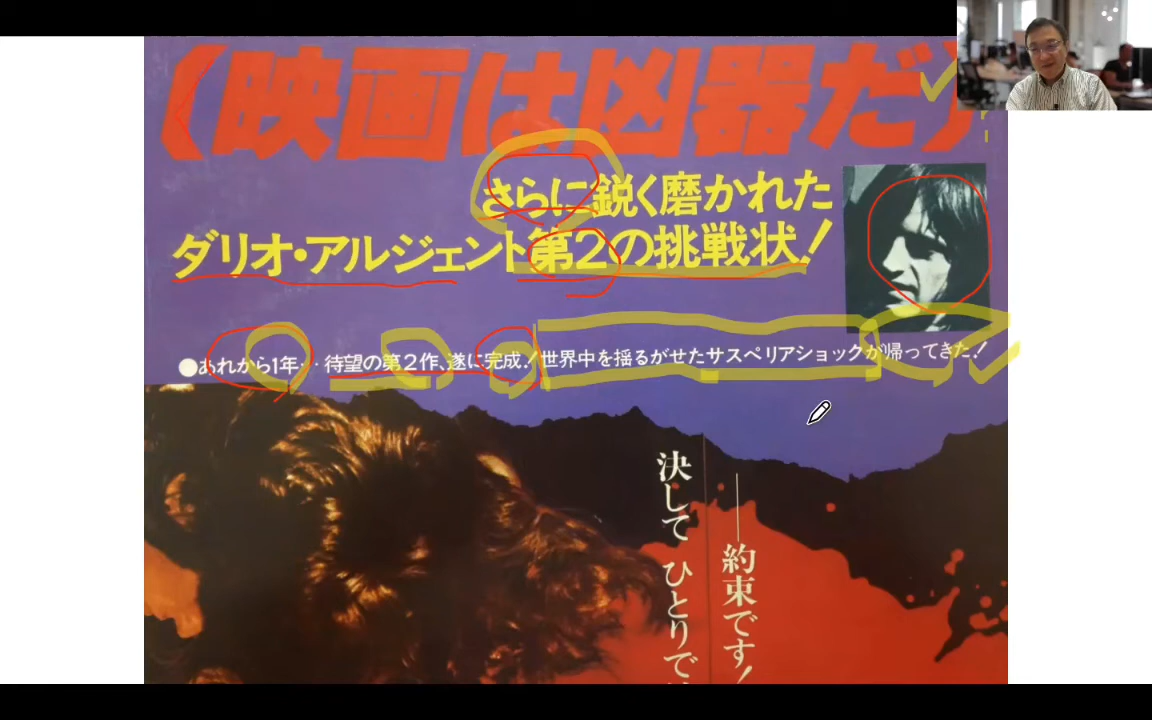 (映画は凶器だ)
さらに鋭く磨かれた
ダリオ・アルジェント第2の挑戦状!
●あれから1年…待望の第2作、遂に完成!世界中を揺るがせたサスペリアショックが帰ってきた!
──約束です!
決して ひとりで